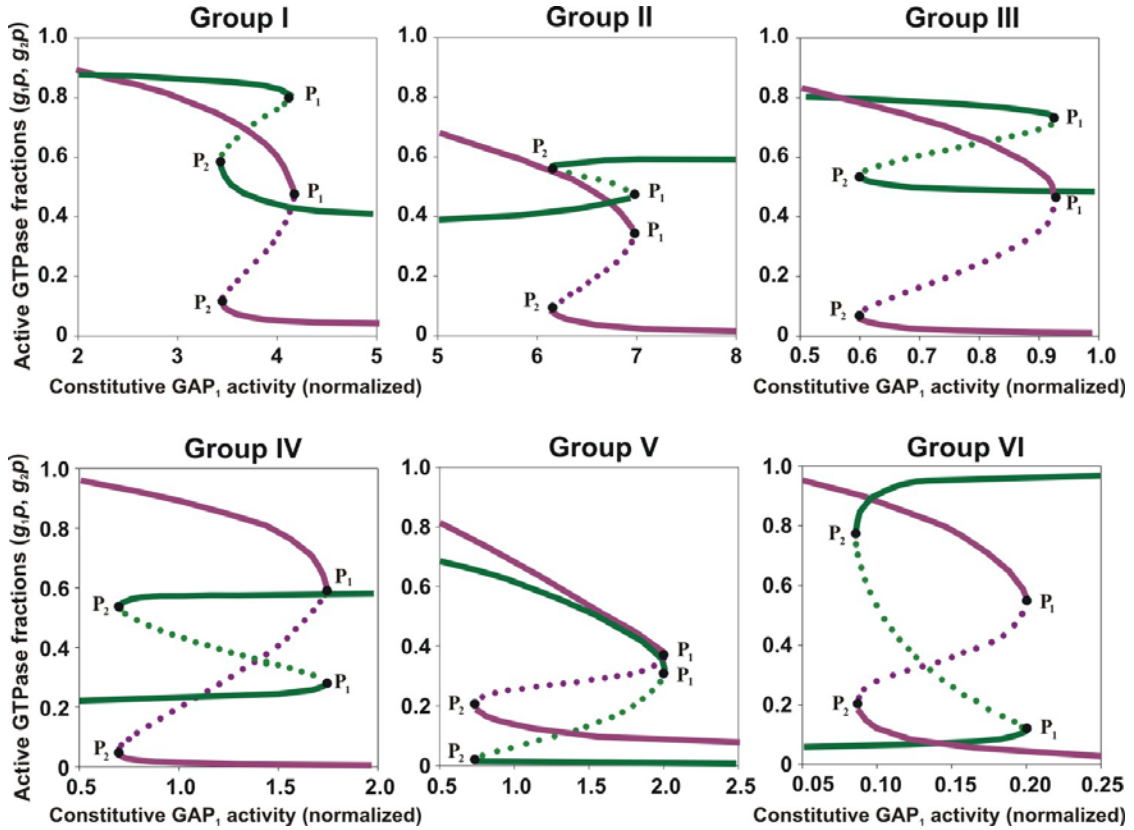 Group I
Group II
Group III
Active GTPase fractions (g₁p, g₂p)
1.0
0.8
0.6
0.4
0.2
0
P₁
P₂
P₁
P₂
2 3 4 5
Constitutive GAP₁ activity (normalized)
1.0
0.8
0.6
0.4
0.2
0
P₂
P₁
P₁
P₂
5 6 7 8
Constitutive GAP₁ activity (normalized)
1.0
0.8
0.6
0.4
0.2
0
P₁
P₂
P₁
P₂
0.5 0.6 0.7 0.8 0.9 1.0
Constitutive GAP₁ activity (normalized)
Group IV
Group V
Group VI
Active GTPase fractions (g₁p, g₂p)
1.0
0.8
0.6
0.4
0.2
0
P₁
P₂
P₁
P₂
0.5 1.0 1.5 2.0
Constitutive GAP₁ activity (normalized)
1.0
0.8
0.6
0.4
0.2
0
P₁
P₁
P₂
P₂
0.5 1.0 1.5 2.0 2.5
1.0
0.8
0.6
0.4
0.2
0
P₂
P₁
P₂
P₁
0.05 0.10 0.15 0.20 0.25
Constitutive GAP₁ activity (normalized)